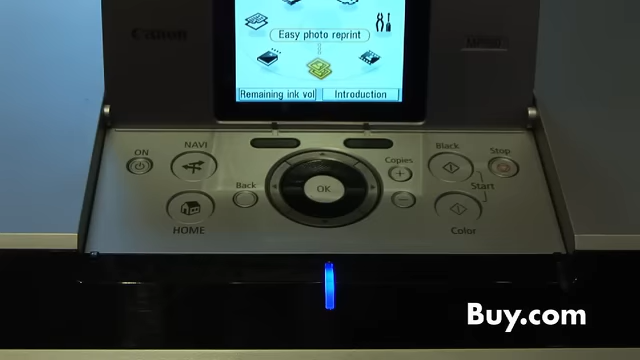 Canon
Easy photo reprint
Remaining ink vol
Introduction
ON
NAVI
Back
OK
Copies
Black
Stop
Start
HOME
Color
Buy.com